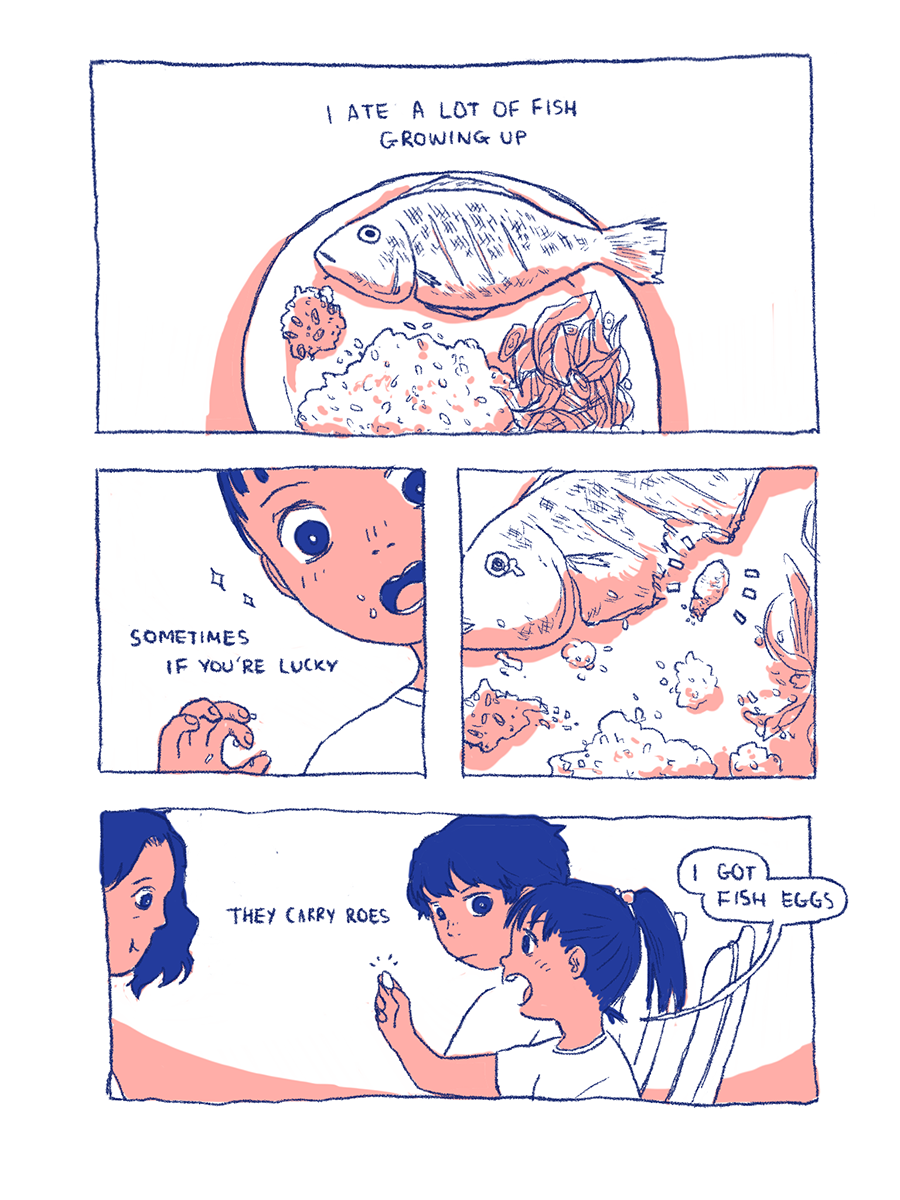 I ATE A LOT OF FISH
GROWING UP
SOMETIMES
IF YOU'RE LUCKY
THEY CARRY ROES
I GOT
FISH EGGS